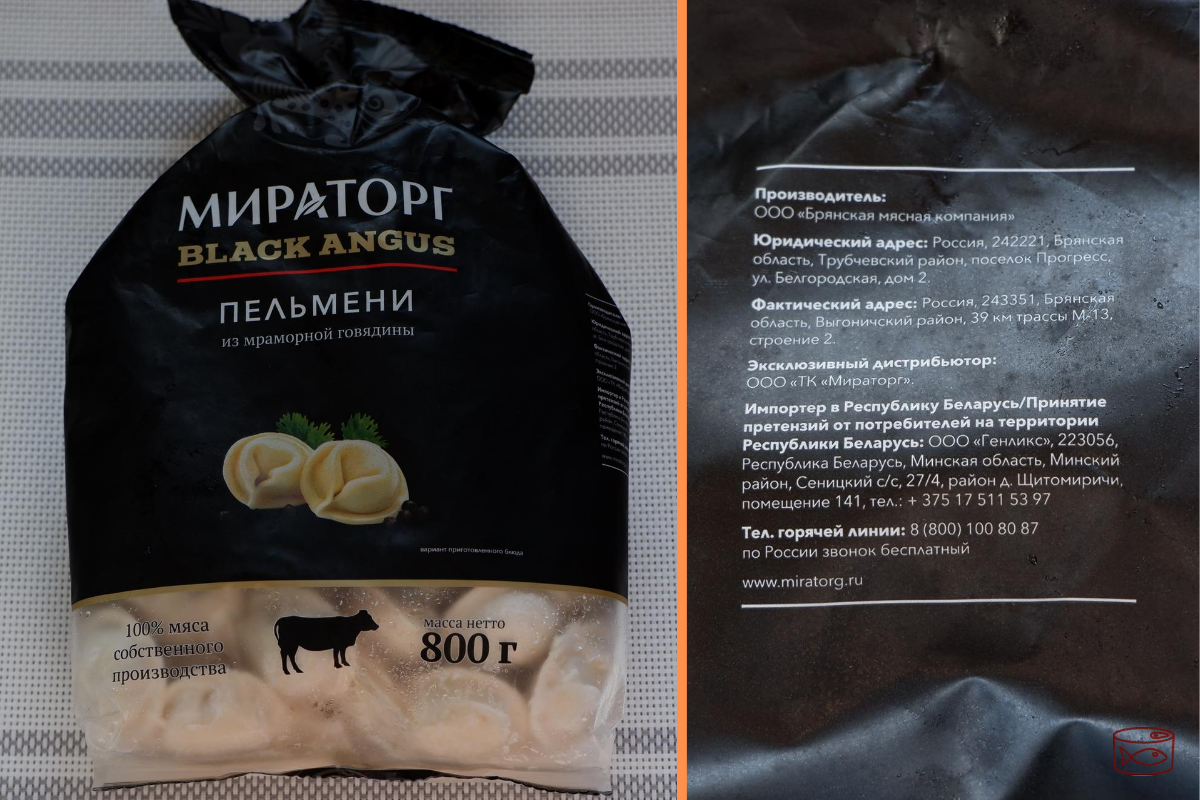 МИРАТОРГ
BLACK ANGUS
ПЕЛЬМЕНИ
из мраморной говядины
вариант приготовленного блюда
100% мяса
собственного
производства
масса нетто
800 г
Производитель:
ООО «Брянская мясная компания»
Юридический адрес: Россия, 242221, Брянская
область, Трубчевский район, поселок Прогресс,
ул. Белгородская, дом 2.
Фактический адрес: Россия, 243351, Брянская
область, Выгоничский район, 39 км трассы М-13,
строение 2.
Эксклюзивный дистрибьютор:
ООО «ТК «Мираторг».
Импортер в Республику Беларусь/Принятие
претензий от потребителей на территории
Республики Беларусь: ООО «Генликс», 223056,
Республика Беларусь, Минская область, Минский
район, Сеницкий с/с, 27/4, район д. Щитомиричи,
помещение 141, тел.: + 375 17 511 53 97
Тел. горячей линии: 8 (800) 100 80 87
по России звонок бесплатный
www.miratorg.ru